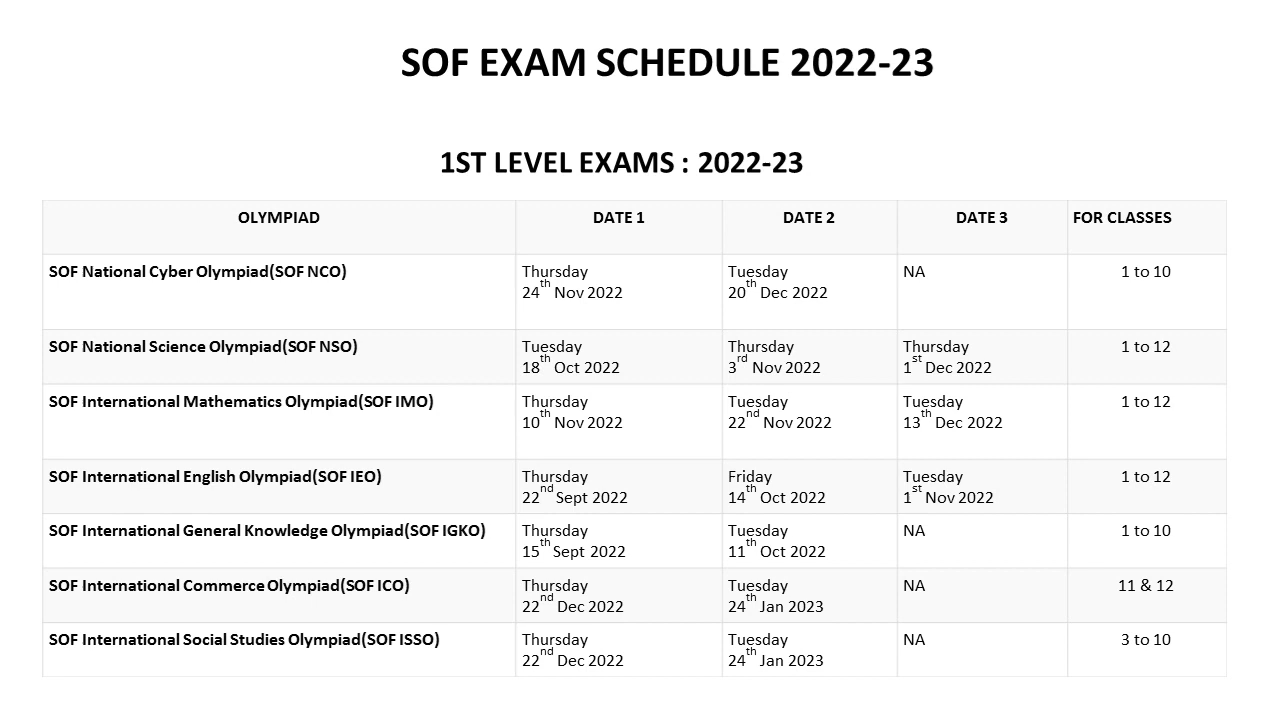 SOF EXAM SCHEDULE 2022-23
1ST LEVEL EXAMS : 2022-23
OLYMPIAD DATE 1 DATE 2 DATE 3 FOR CLASSES
SOF National Cyber Olympiad(SOF NCO) Thursday Tuesday NA 1 to 10
24th Nov 2022 20th Dec 2022
SOF National Science Olympiad(SOF NSO) Tuesday Thursday Thursday 1 to 12
18th Oct 2022 3rd Nov 2022 1st Dec 2022
SOF International Mathematics Olympiad(SOF IMO) Thursday Tuesday Tuesday 1 to 12
10th Nov 2022 22nd Nov 2022 13th Dec 2022
SOF International English Olympiad(SOF IEO) Thursday Friday Tuesday 1 to 12
22nd Sept 2022 14th Oct 2022 1st Nov 2022
SOF International General Knowledge Olympiad(SOF IGKO) Thursday Tuesday NA 1 to 10
15th Sept 2022 11th Oct 2022
SOF International Commerce Olympiad(SOF ICO) Thursday Tuesday NA 11 & 12
22nd Dec 2022 24th Jan 2023
SOF International Social Studies Olympiad(SOF ISSO) Thursday Tuesday NA 3 to 10
22nd Dec 2022 24th Jan 2023